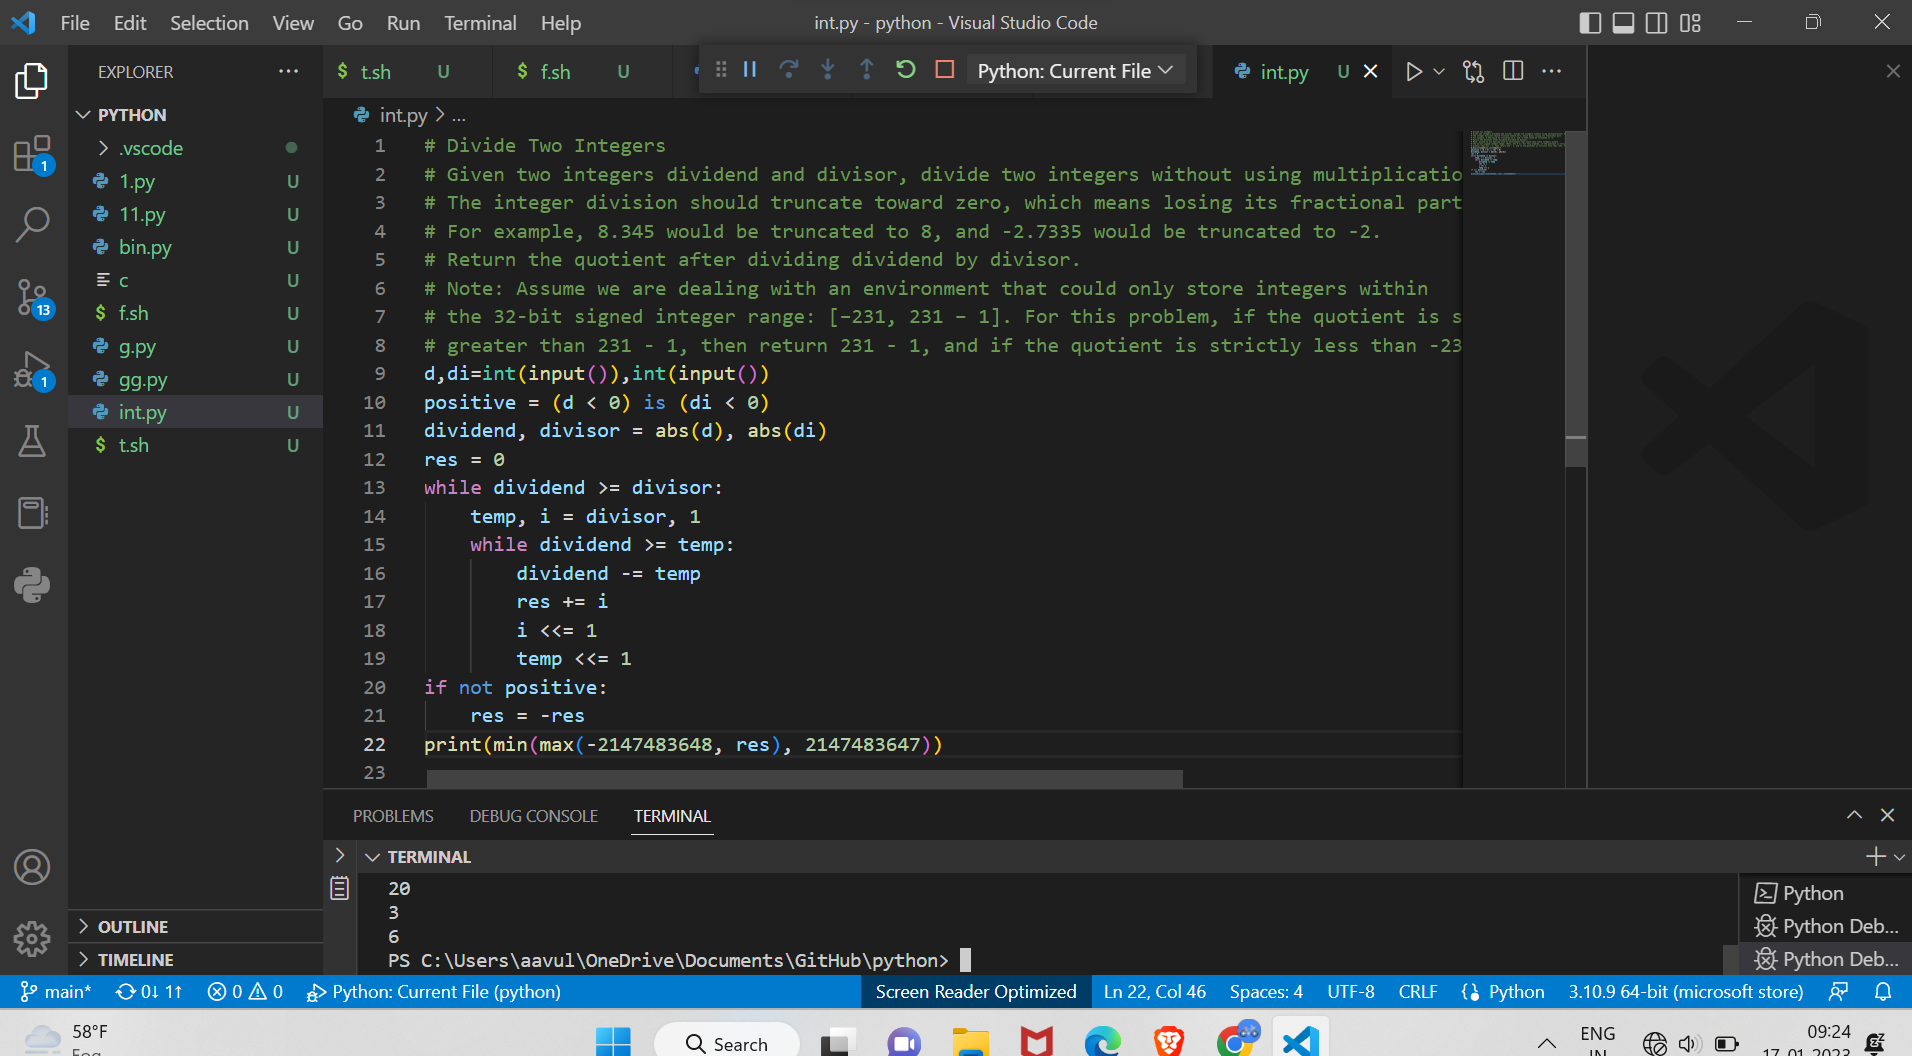 File Edit Selection View Go Run Terminal Help
int.py - python - Visual Studio Code
EXPLORER
$ t.sh U
$ f.sh U
Python: Current File
int.py U
PYTHON
int.py > ...
.vscode
1.py U
11.py U
bin.py U
c U
$ f.sh U
g.py U
gg.py U
int.py U
$ t.sh U
1
13
1
1 # Divide Two Integers
2 # Given two integers dividend and divisor, divide two integers without using multiplicatio
3 # The integer division should truncate toward zero, which means losing its fractional part
4 # For example, 8.345 would be truncated to 8, and -2.7335 would be truncated to -2.
5 # Return the quotient after dividing dividend by divisor.
6 # Note: Assume we are dealing with an environment that could only store integers within
7 # the 32-bit signed integer range: [−231, 231 − 1]. For this problem, if the quotient is s
8 # greater than 231 - 1, then return 231 - 1, and if the quotient is strictly less than -23
9 d,di=int(input()),int(input())
10 positive = (d < 0) is (di < 0)
11 dividend, divisor = abs(d), abs(di)
12 res = 0
13 while dividend >= divisor:
14 temp, i = divisor, 1
15 while dividend >= temp:
16 dividend -= temp
17 res += i
18 i <<= 1
19 temp <<= 1
20 if not positive:
21 res = -res
22 print(min(max(-2147483648, res), 2147483647))
23
PROBLEMS DEBUG CONSOLE TERMINAL
TERMINAL
20
3
6
PS C:\Users\aavul\OneDrive\Documents\GitHub\python>
Python
Python Deb...
Python Deb...
OUTLINE
TIMELINE
main* 0↓ 1↑ 0 0 Python: Current File (python)
Screen Reader Optimized Ln 22, Col 46 Spaces: 4 UTF-8 CRLF Python 3.10.9 64-bit (microsoft store)
58°F
Fog
Search
ENG
IN
09:24
17-01-2023